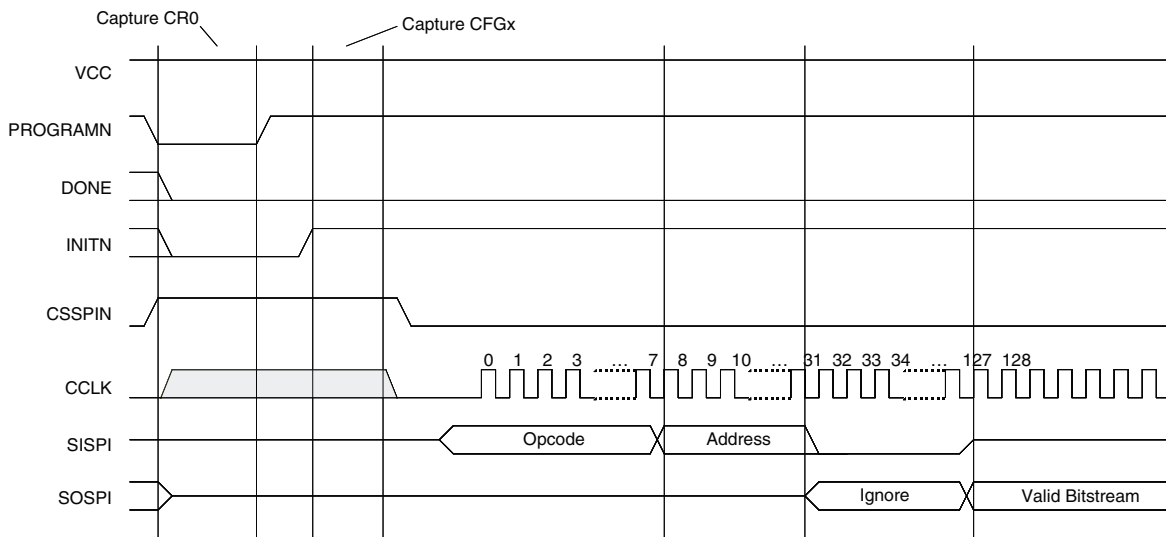 Capture CR0
Capture CFGx
VCC
PROGRAMN
DONE
INITN
CSSPIN
0 1 2 3 ... 7 8 9 10 ... 31 32 33 34 ... 127 128
CCLK
SISPI Opcode Address
SOSPI Ignore Valid Bitstream